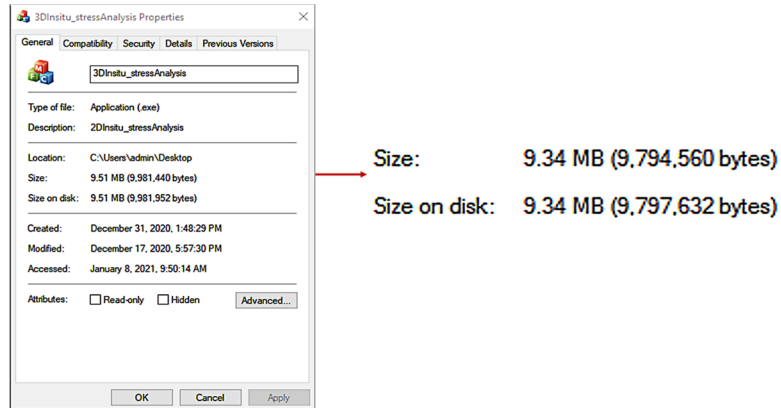 3DInsitu_stressAnalysis Properties
General Compatibility Security Details Previous Versions
3DInsitu_stressAnalysis
Type of file: Application (.exe)
Description: 2DInsitu_stressAnalysis
Location: C:\Users\admin\Desktop
Size: 9.51 MB (9,981,440 bytes)
Size on disk: 9.51 MB (9,981,952 bytes)
Created: December 31, 2020, 1:48:29 PM
Modified: December 17, 2020, 5:57:30 PM
Accessed: January 8, 2021, 9:50:14 AM
Attributes: Read-only Hidden Advanced...
OK Cancel Apply
Size: 9.34 MB (9,794,560 bytes)
Size on disk: 9.34 MB (9,797,632 bytes)